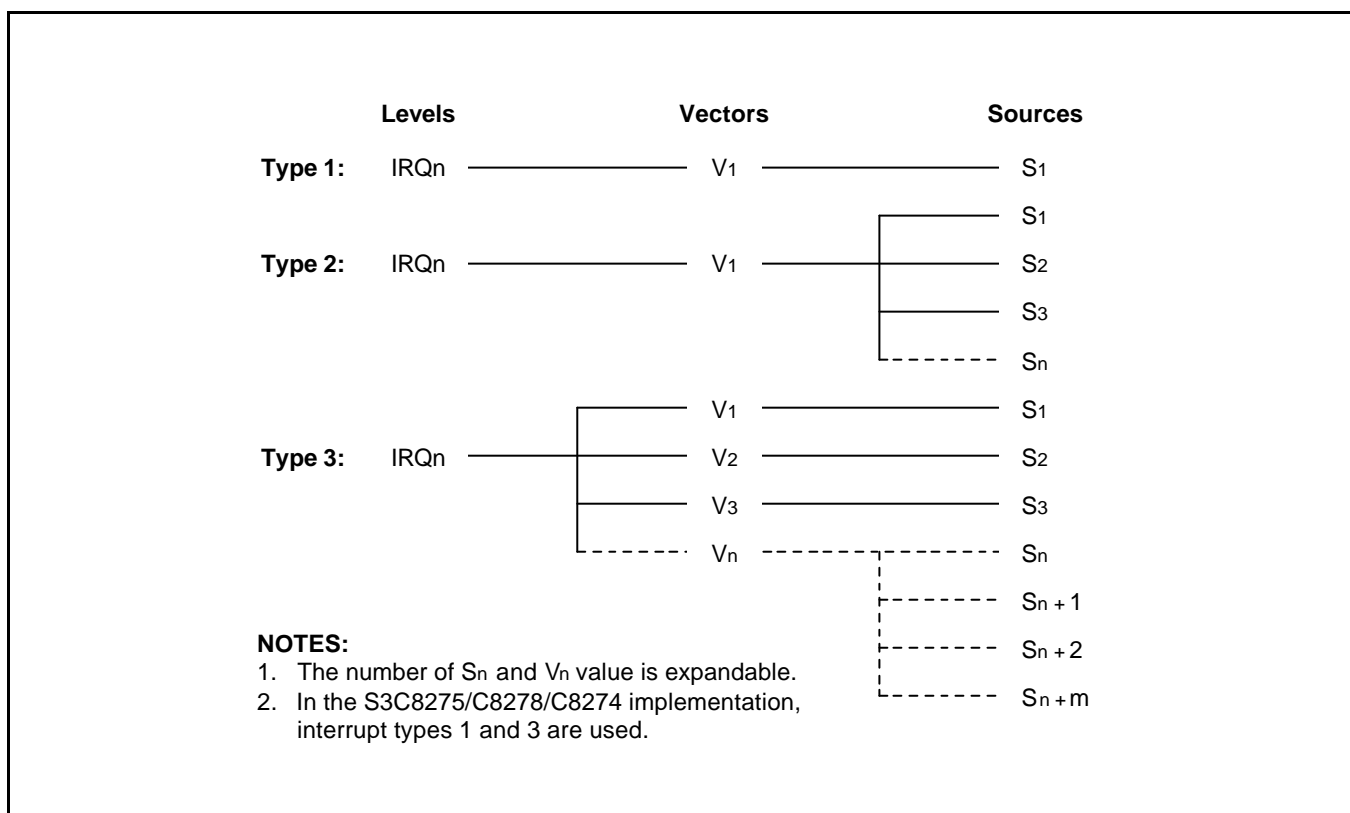 Levels Vectors Sources
Type 1: IRQn V1 S1
S1
Type 2: IRQn V1 S2
S3
Sn
V1 S1
Type 3: IRQn V2 S2
V3 S3
Vn Sn
Sn + 1
Sn + 2
Sn + m
NOTES:
1. The number of Sn and Vn value is expandable.
2. In the S3C8275/C8278/C8274 implementation,
interrupt types 1 and 3 are used.